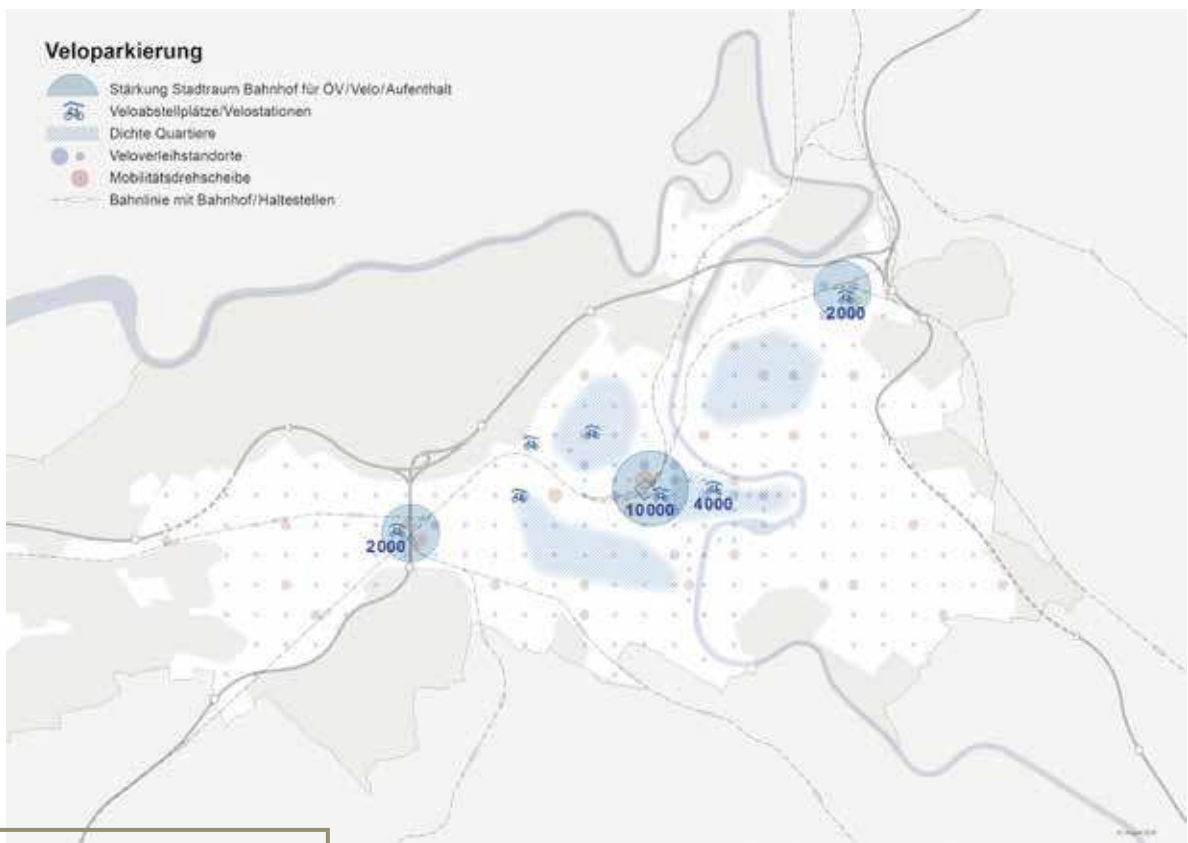 Veloparkierung
Stärkung Stadtraum Bahnhof für ÖV/Velo/Aufenthalt
Veloabstellplätze/Velostationen
Dichte Quartiere
Veloverleihstandorte
Mobilitätsdrehscheibe
Bahnlinie mit Bahnhof/Haltestellen
2000
10000
4000
2000